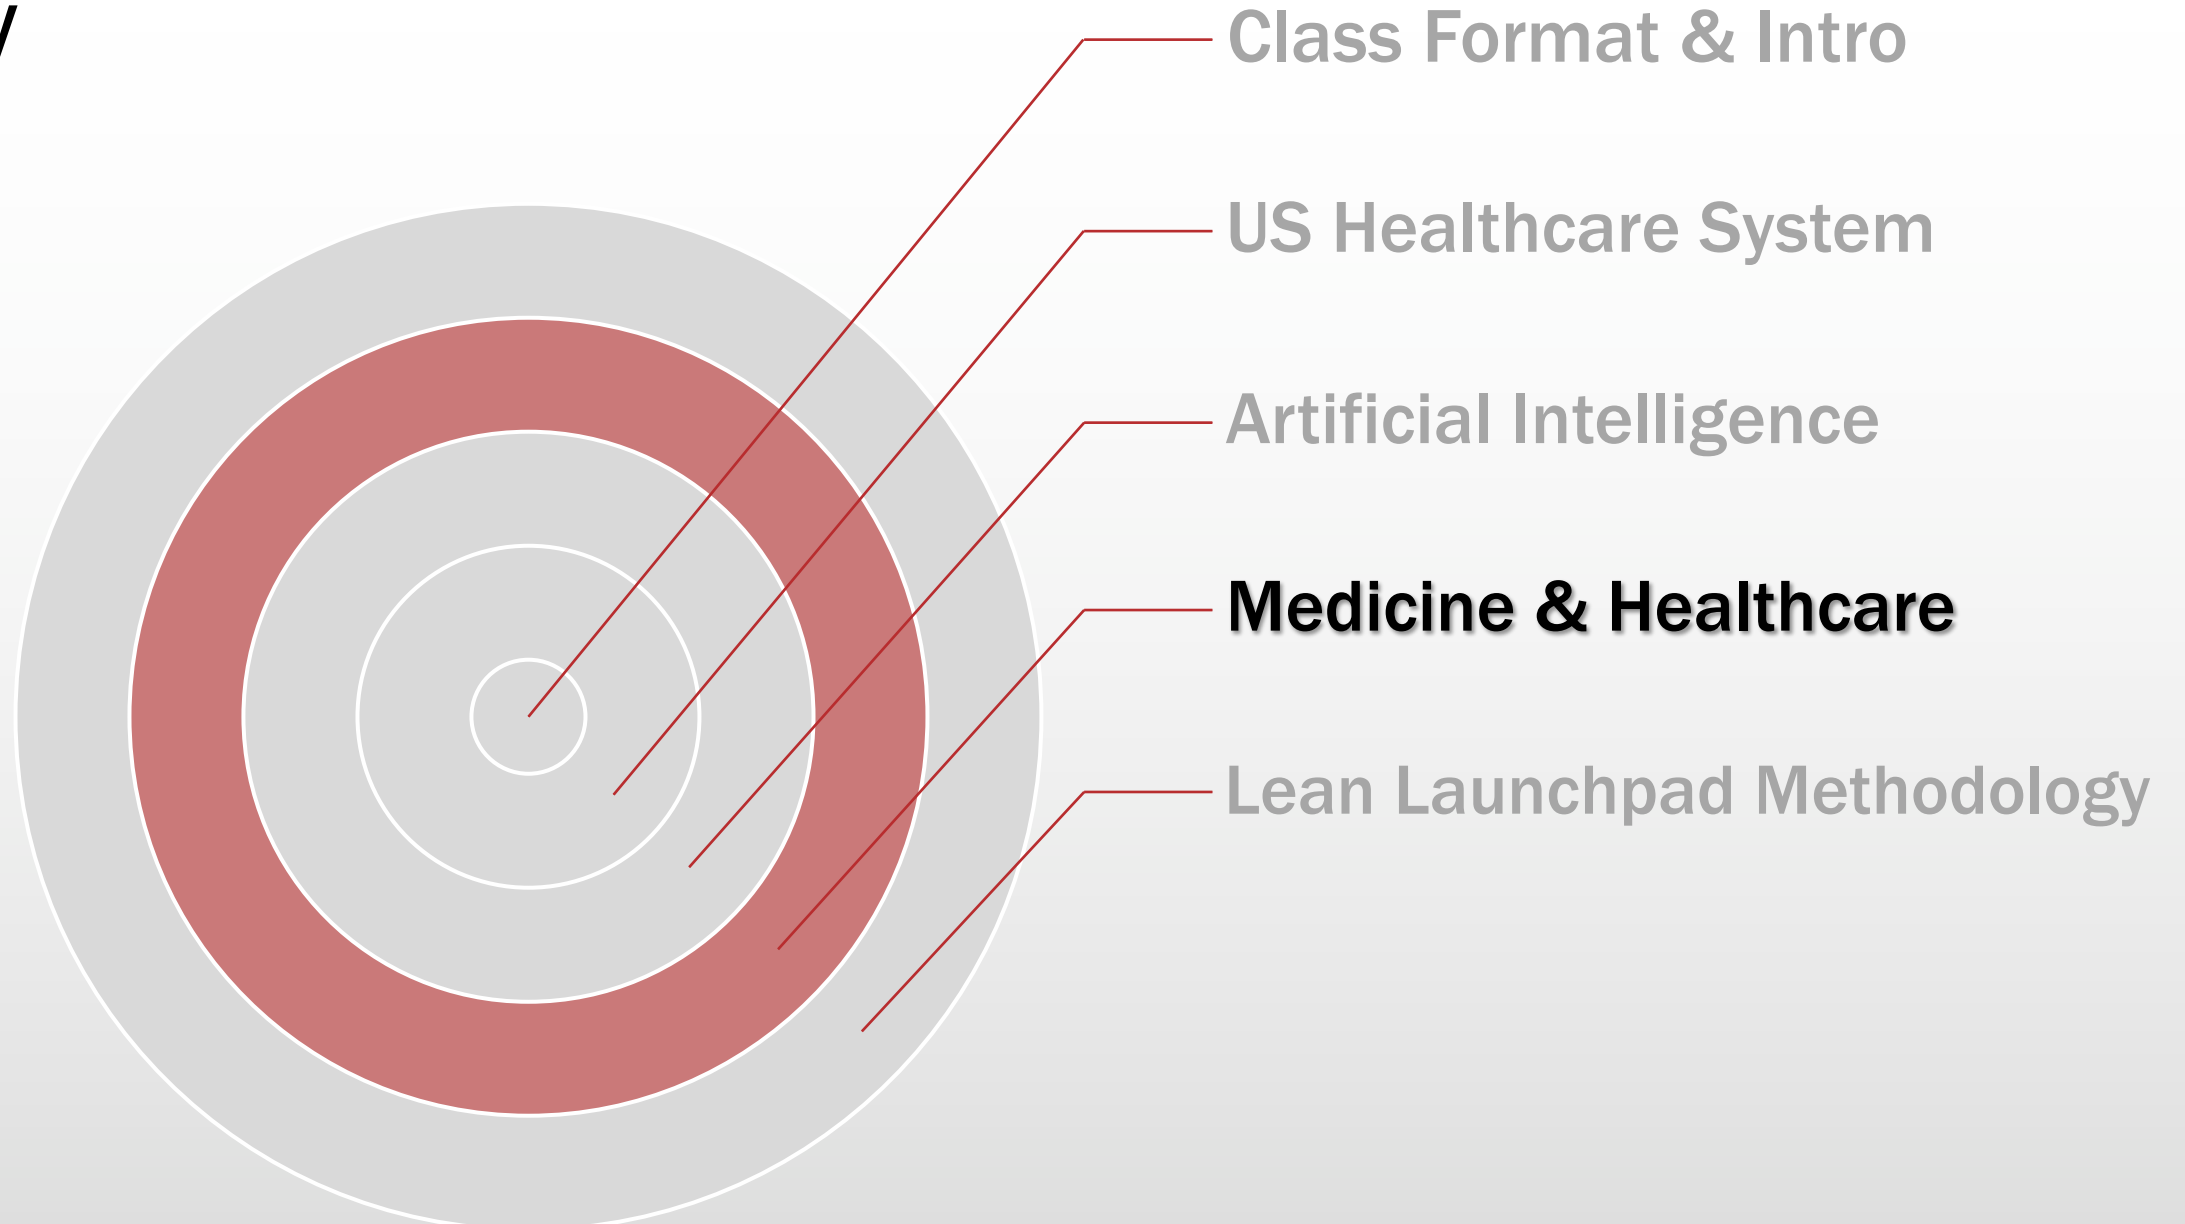 Class Format & Intro
US Healthcare System
Artificial Intelligence
Medicine & Healthcare
Lean Launchpad Methodology